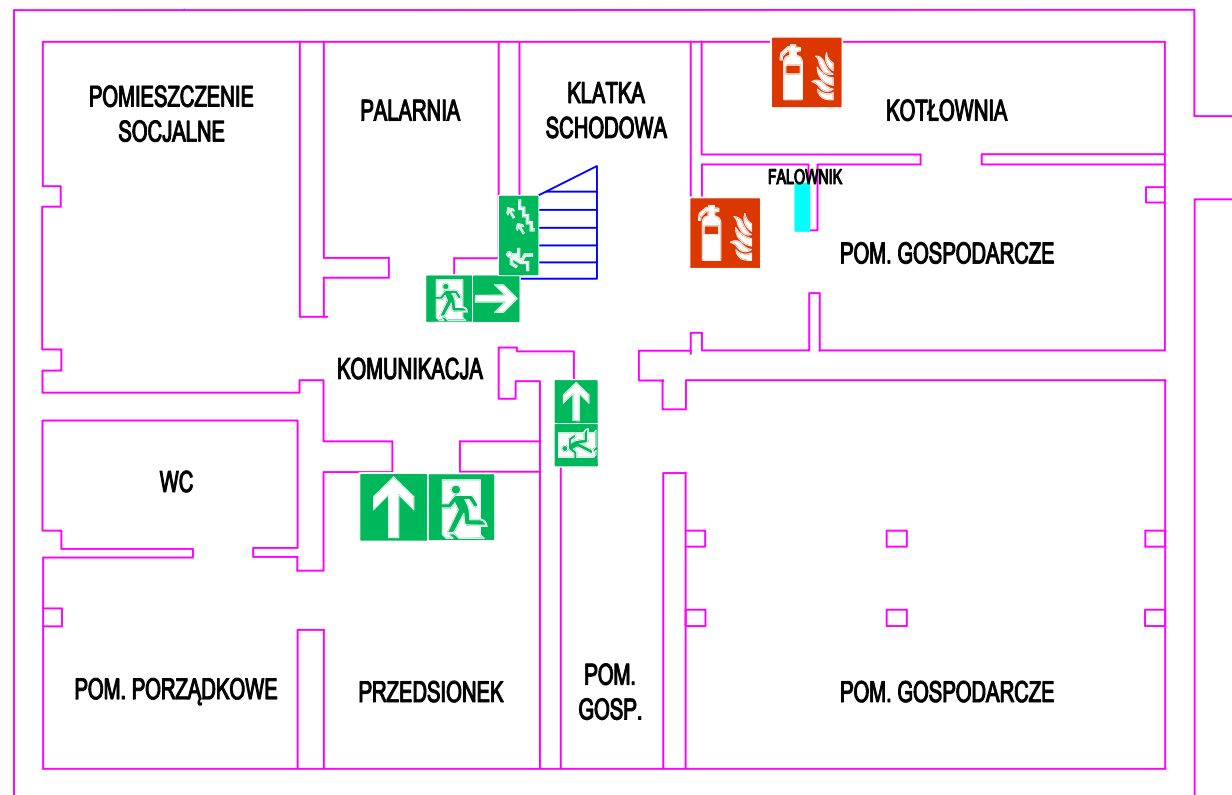 POMIESZCZENIE
SOCJALNE
PALARNIA
KLATKA
SCHODOWA
KOTŁOWNIA
FALOWNIK
POM. GOSPODARCZE
KOMUNIKACJA
WC
POM. PORZĄDKOWE
PRZEDSIONEK
POM.
GOSP.
POM. GOSPODARCZE